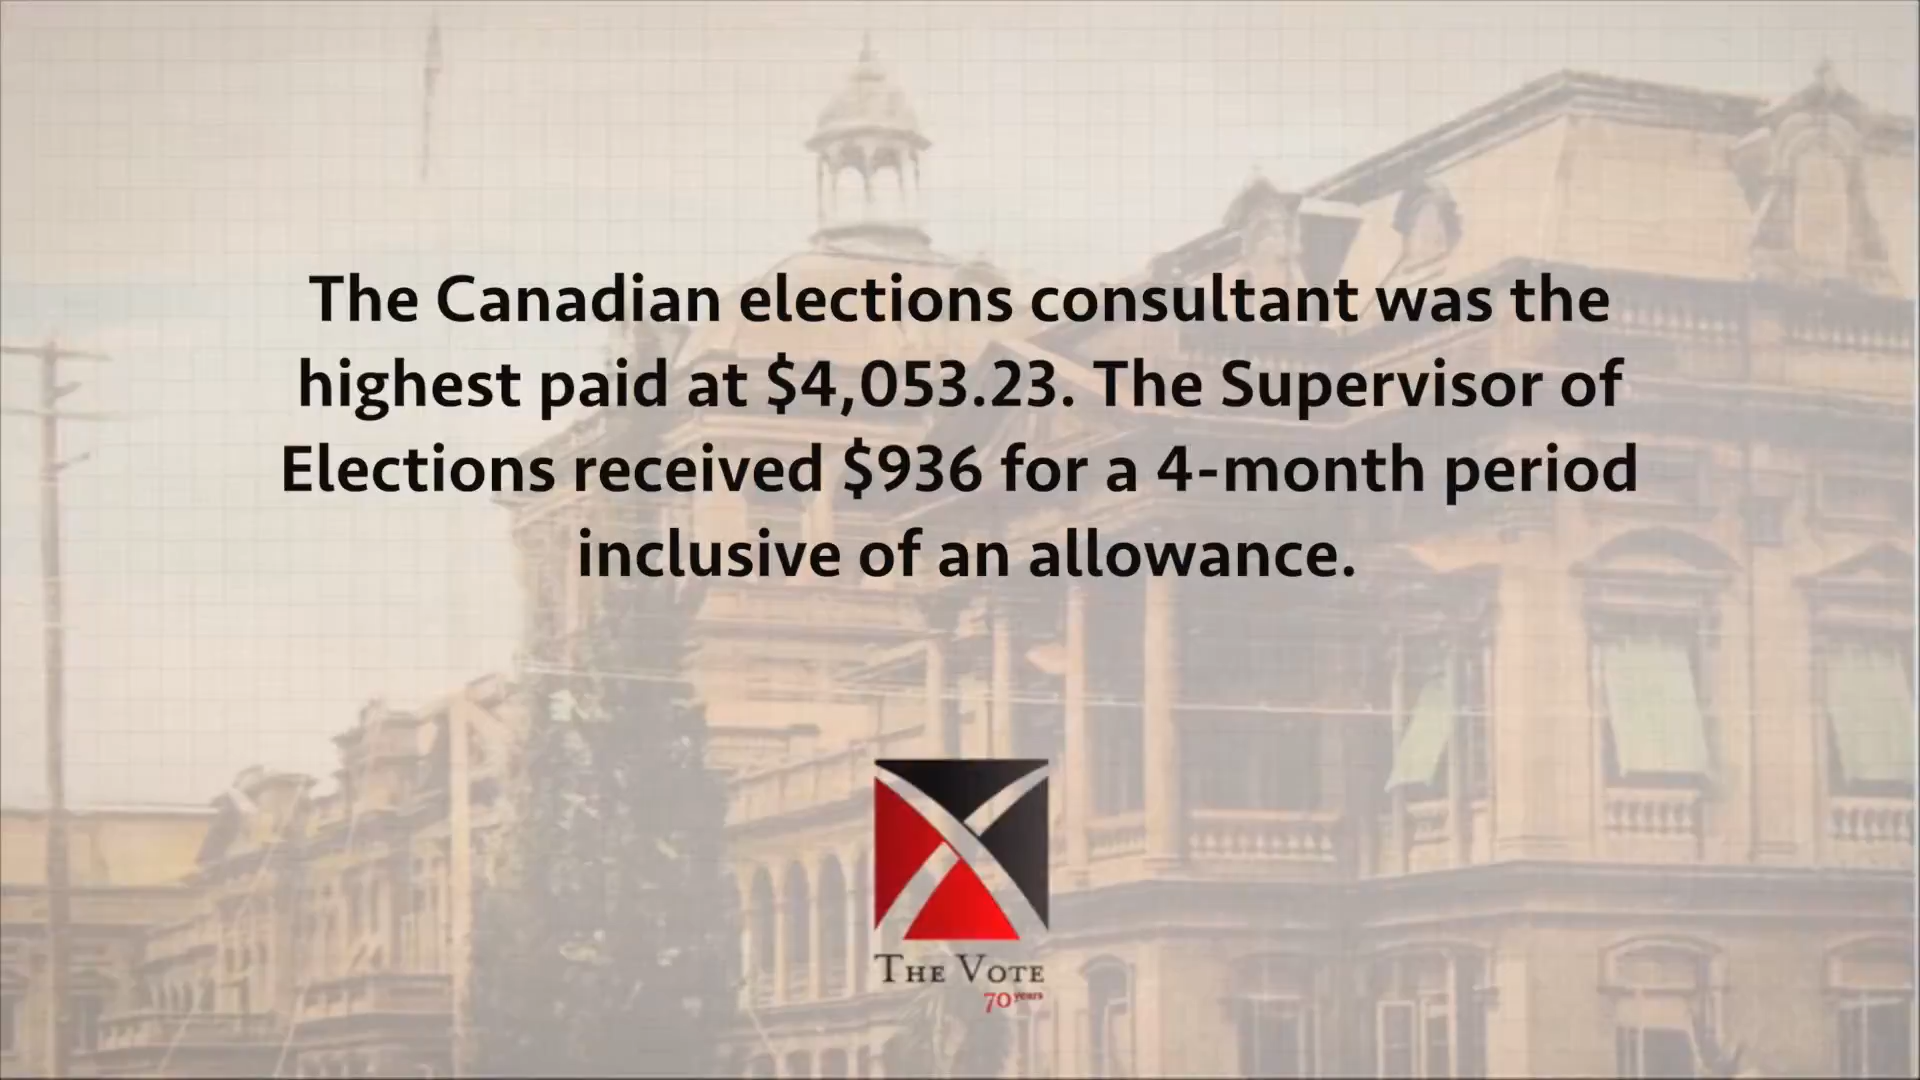 The Canadian elections consultant was the
highest paid at $4,053.23. The Supervisor of
Elections received $936 for a 4-month period
inclusive of an allowance.
THE VOTE
70 years